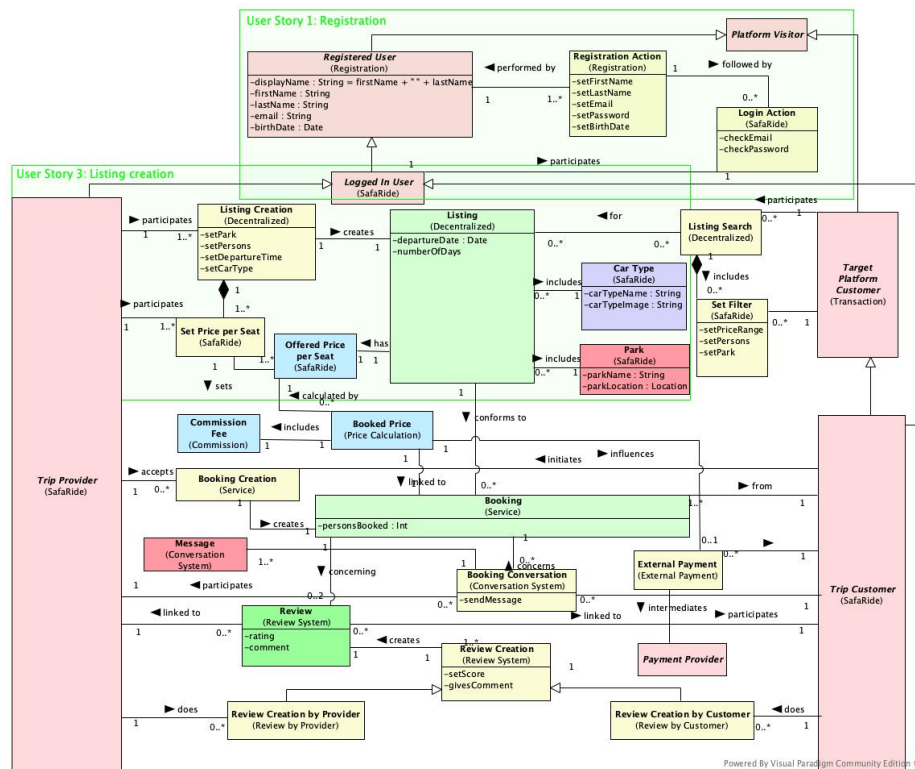 User Story 1: Registration
Platform Visitor
Registered User
(Registration)
-displayName : String = firstName + " " + lastName
-firstName : String
-lastName : String
-email : String
-birthDate : Date
performed by
1
1..*
Registration Action
(Registration)
-setFirstName
-setLastName
-setEmail
-setPassword
-setBirthDate
1
followed by
0..*
Login Action
(SafaRide)
-checkEmail
-checkPassword
1
participates
1
User Story 3: Listing creation
Logged In User
(SafaRide)
participates
1
1..*
Listing Creation
(Decentralized)
-setPark
-setPersons
-setDepartureTime
-setCarType
creates
1
1
Listing
(Decentralized)
-departureDate : Date
-numberOfDays
for
0..*
0..*
Listing Search
(Decentralized)
participates
0..*
1
Target
Platform
Customer
(Transaction)
1
includes
0..*
includes
0..*
1
Car Type
(SafaRide)
-carTypeName : String
-carTypeImage : String
Set Filter
(SafaRide)
-setPriceRange
-setPersons
-setPark
0..*
1
1
1..*
participates
1
1..*
Set Price per Seat
(SafaRide)
1
1..*
sets
Offered Price
per Seat
(SafaRide)
has
1
1
includes
0..*
1
Park
(SafaRide)
-parkName : String
-parkLocation : Location
1
calculated by
0..*
1
conforms to
Commission
Fee
(Commission)
includes
1
1
Booked Price
(Price Calculation)
1
1
influences
Trip Provider
(SafaRide)
accepts
1
0..*
Booking Creation
(Service)
initiates
1
linked to
0..*
1
creates
1
1
Booking
(Service)
-personsBooked : Int
1..*
from
1
Message
(Conversation
System)
1
1..*
1
concerning
0..2
1
0..*
concerns
0..1
External Payment
(External Payment)
0..*
1
participates
1
0..*
Booking Conversation
(Conversation System)
-sendMessage
0..*
participates
1
intermediates
Trip Customer
(SafaRide)
linked to
1
0..*
Review
(Review System)
-rating
-comment
0..*
linked to
1
creates
1
1..*
1
Review Creation
(Review System)
-setScore
-givesComment
1
Payment Provider
does
1
0..*
Review Creation by Provider
(Review by Provider)
Review Creation by Customer
(Review by Customer)
does
0..*
1
Powered By Visual Paradigm Community Edition